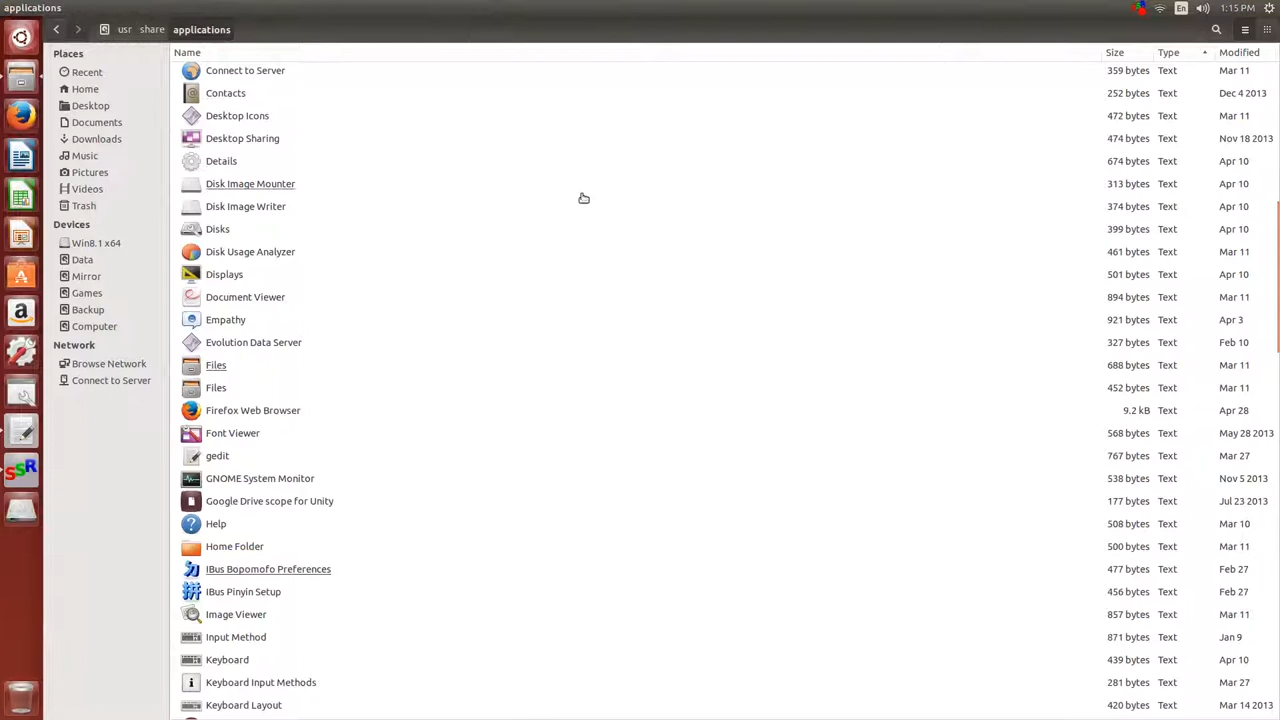 applications
En
1:15 PM
usr share applications
Places
Recent
Home
Desktop
Documents
Downloads
Music
Pictures
Videos
Trash
Devices
Win8.1 x64
Data
Mirror
Games
Backup
Computer
Network
Browse Network
Connect to Server
Name Size Type Modified
Connect to Server 359 bytes Text Mar 11
Contacts 252 bytes Text Dec 4 2013
Desktop Icons 472 bytes Text Mar 11
Desktop Sharing 474 bytes Text Nov 18 2013
Details 674 bytes Text Apr 10
Disk Image Mounter 313 bytes Text Apr 10
Disk Image Writer 374 bytes Text Apr 10
Disks 399 bytes Text Apr 10
Disk Usage Analyzer 461 bytes Text Mar 11
Displays 501 bytes Text Apr 10
Document Viewer 894 bytes Text Mar 11
Empathy 921 bytes Text Apr 3
Evolution Data Server 327 bytes Text Feb 10
Files 688 bytes Text Mar 11
Files 452 bytes Text Mar 11
Firefox Web Browser 9.2 kB Text Apr 28
Font Viewer 568 bytes Text May 28 2013
gedit 767 bytes Text Mar 27
GNOME System Monitor 538 bytes Text Nov 5 2013
Google Drive scope for Unity 177 bytes Text Jul 23 2013
Help 508 bytes Text Mar 10
Home Folder 500 bytes Text Mar 11
IBus Bopomofo Preferences 477 bytes Text Feb 27
IBus Pinyin Setup 456 bytes Text Feb 27
Image Viewer 857 bytes Text Mar 11
Input Method 871 bytes Text Jan 9
Keyboard 439 bytes Text Apr 10
Keyboard Input Methods 281 bytes Text Mar 27
Keyboard Layout 420 bytes Text Mar 14 2013
a
SSR
ㄅ
拼